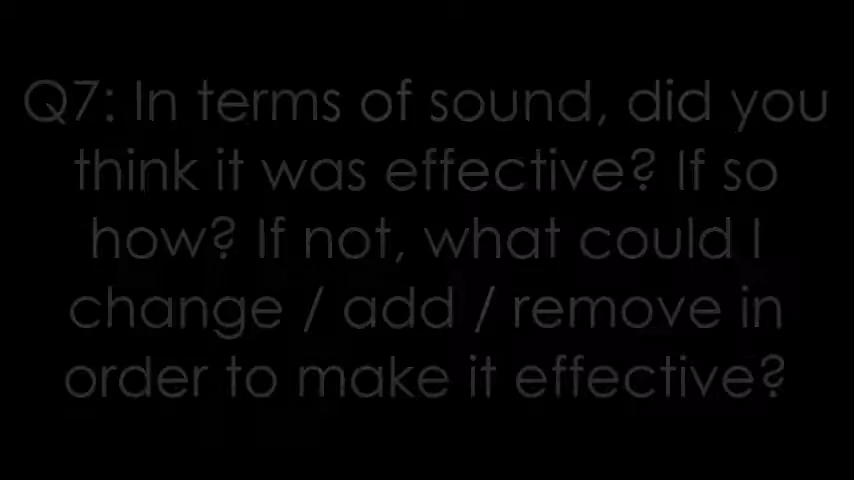 Q7: In terms of sound, did you
think it was effective? If so
how? If not, what could I
change / add / remove in
order to make it effective?